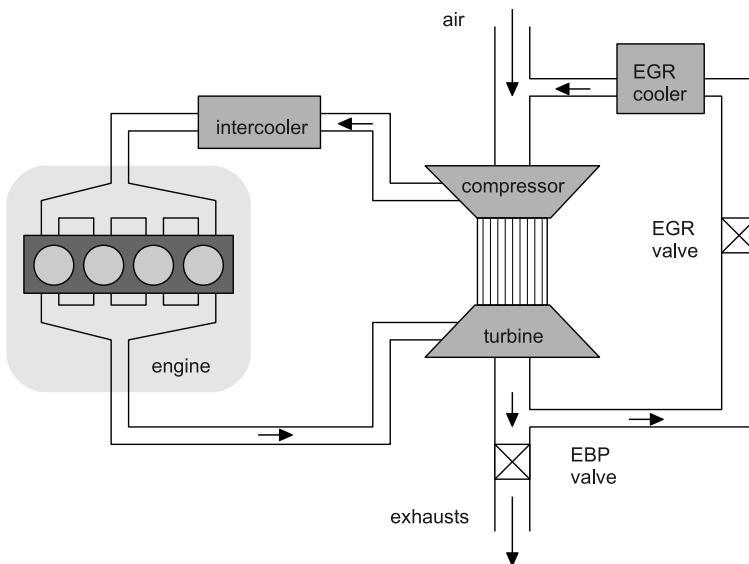 air
EGR
cooler
intercooler
compressor
EGR
valve
turbine
engine
EBP
valve
exhausts